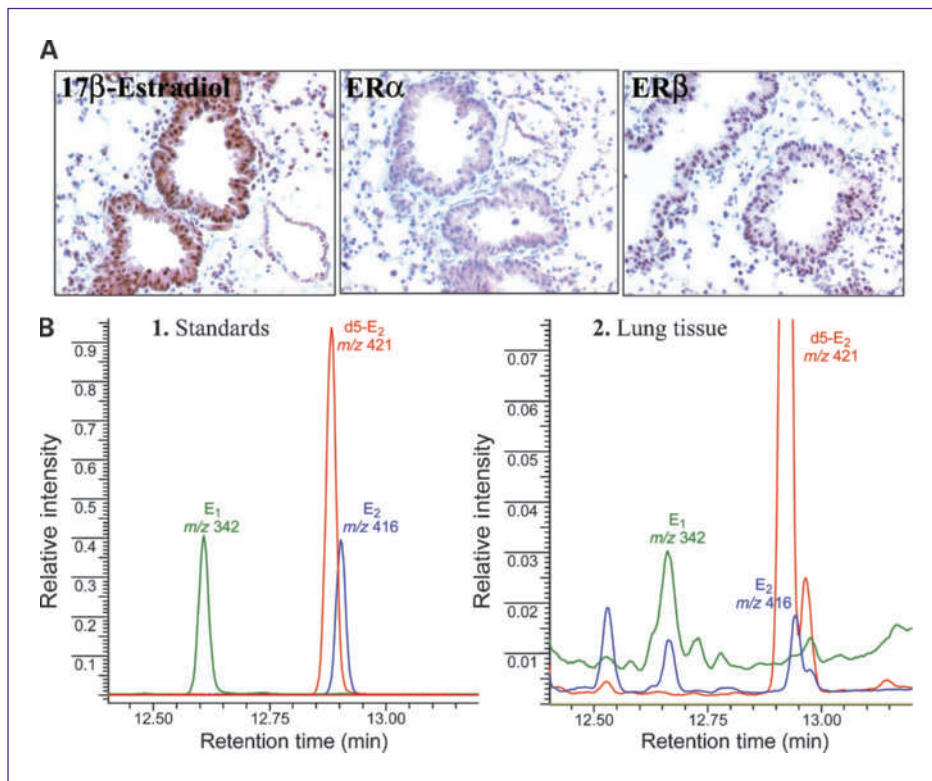 A
17β-Estradiol
ERα
ERβ
B
1. Standards
d5-E₂
m/z 421
E₁
m/z 342
E₂
m/z 416
0.9
0.8
0.7
0.6
0.5
0.4
0.3
0.2
0.1
Relative intensity
12.50 12.75 13.00
Retention time (min)
2. Lung tissue
d5-E₂
m/z 421
E₁
m/z 342
E₂
m/z 416
0.07
0.06
0.05
0.04
0.03
0.02
0.01
Relative intensity
12.50 12.75 13.00
Retention time (min)